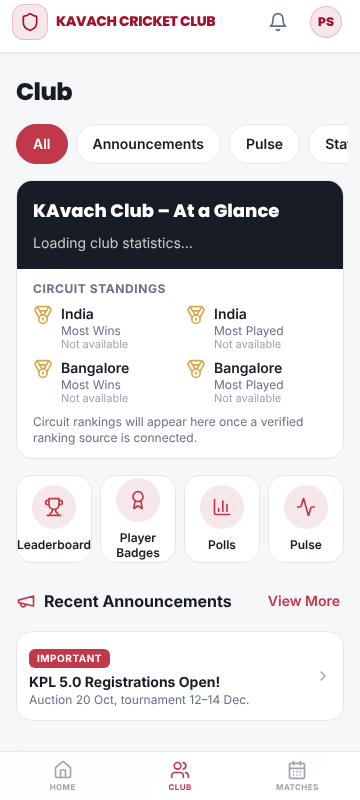 KAVACH CRICKET CLUB
PS
Club
All
Announcements
Pulse
KAvach Club – At a Glance
Loading club statistics...
CIRCUIT STANDINGS
India
Most Wins
Not available
India
Most Played
Not available
Bangalore
Most Wins
Not available
Bangalore
Most Played
Not available
Circuit rankings will appear here once a verified
ranking source is connected.
Leaderboard
Player
Badges
Polls
Pulse
Recent Announcements
View More
IMPORTANT
KPL 5.0 Registrations Open!
Auction 20 Oct, tournament 12–14 Dec.
HOME
CLUB
MATCHES